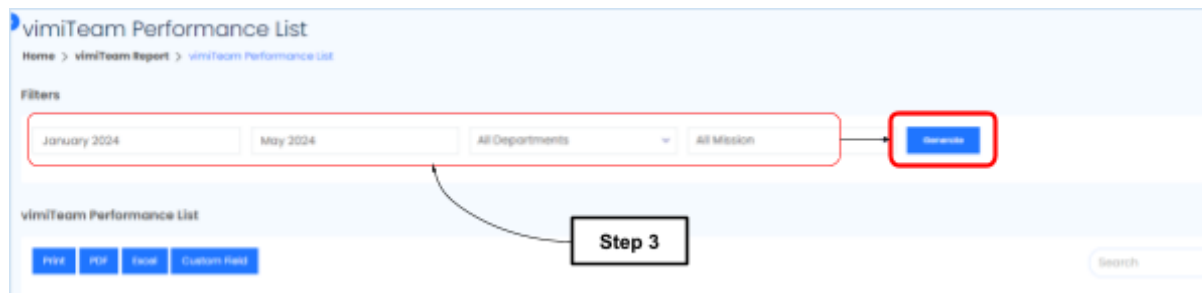 vimiTeam Performance List
Home > vimiTeam Report > vimiTeam Performance List
Filters
January 2024 May 2024 All Departments All Mission Generate
vimiTeam Performance List
Step 3
Print PDF Excel Custom Field Search